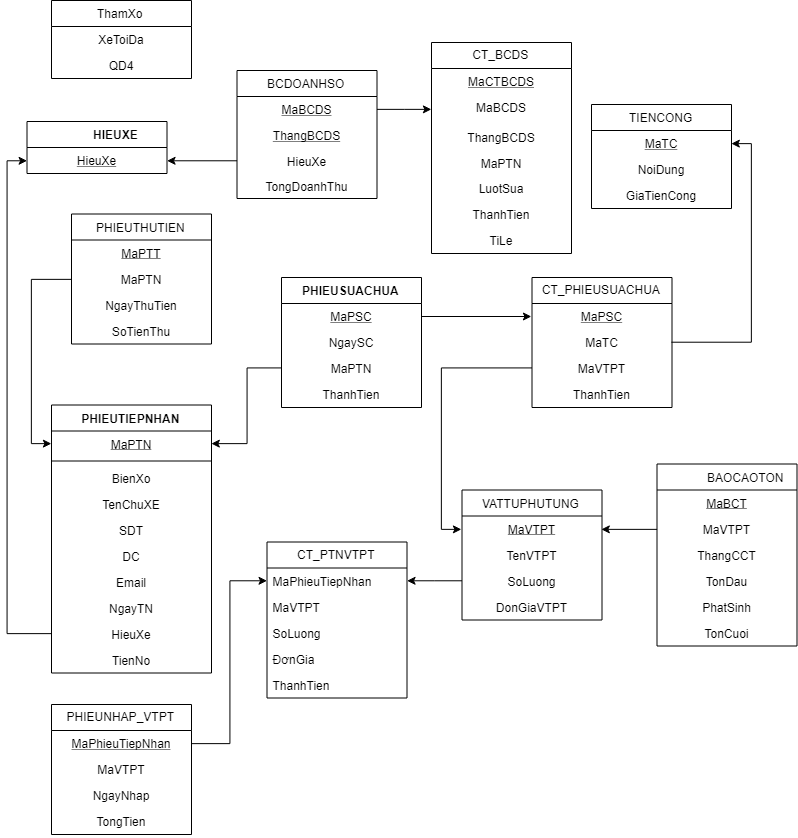 ThamXo
XeToiDa
QD4
BCDOANHSO
MaBCDS
ThangBCDS
HieuXe
TongDoanhThu
CT_BCDS
MaCTBCDS
MaBCDS
ThangBCDS
MaPTN
LuotSua
ThanhTien
TiLe
TIENCONG
MaTC
NoiDung
GiaTienCong
HIEUXE
HieuXe
PHIEUTHUTIEN
MaPTT
MaPTN
NgayThuTien
SoTienThu
PHIEUSUACHUA
MaPSC
NgaySC
MaPTN
ThanhTien
CT_PHIEUSUACHUA
MaPSC
MaTC
MaVTPT
ThanhTien
PHIEUTIEPNHAN
MaPTN
BienXo
TenChuXE
SDT
DC
Email
NgayTN
HieuXe
TienNo
CT_PTNVTPT
MaPhieuTiepNhan
MaVTPT
SoLuong
ĐơnGia
ThanhTien
VATTUPHUTUNG
MaVTPT
TenVTPT
SoLuong
DonGiaVTPT
BAOCAOTON
MaBCT
MaVTPT
ThangCCT
TonDau
PhatSinh
TonCuoi
PHIEUNHAP_VTPT
MaPhieuTiepNhan
MaVTPT
NgayNhap
TongTien